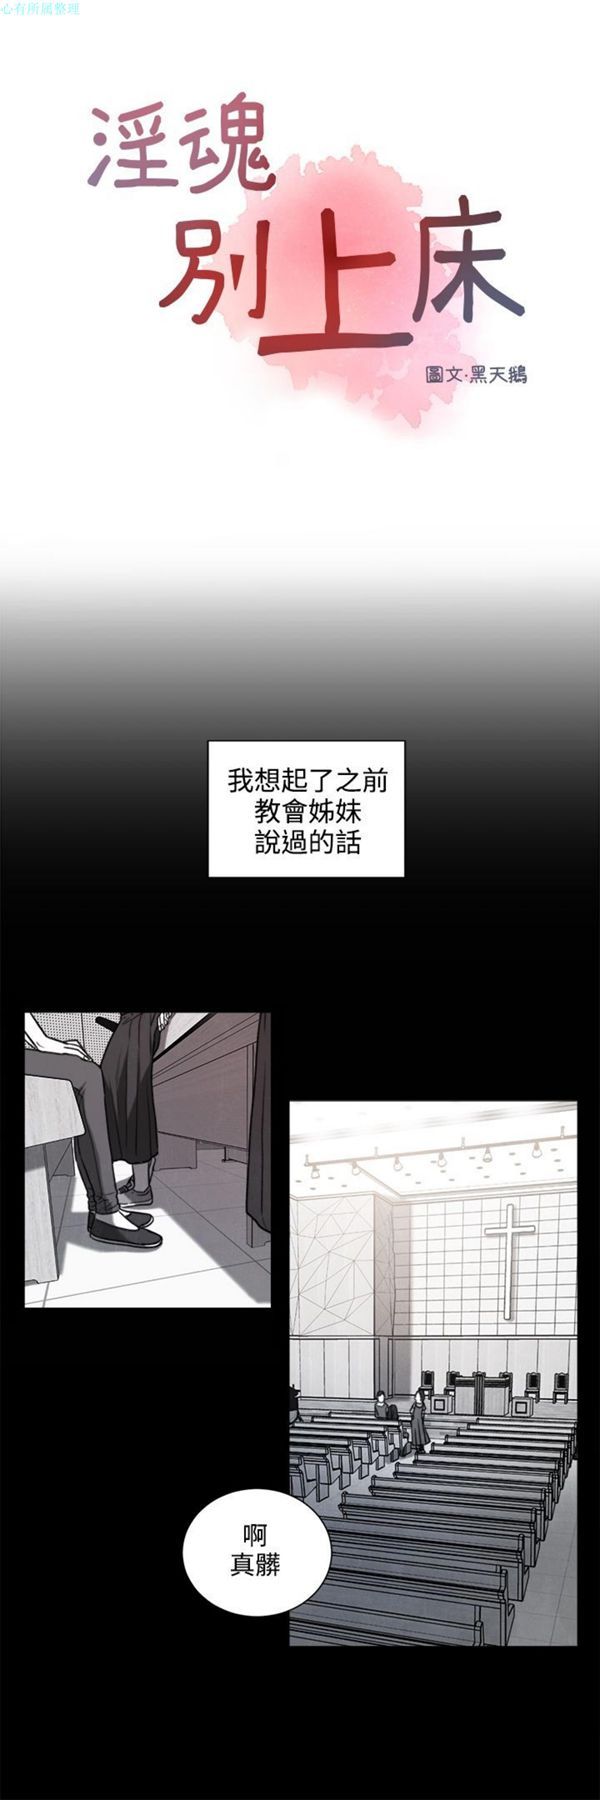 心有所属整理
淫魂
別上床
圖文·黑天鵝
我想起了之前
教會姊妹
說過的話
啊
真髒